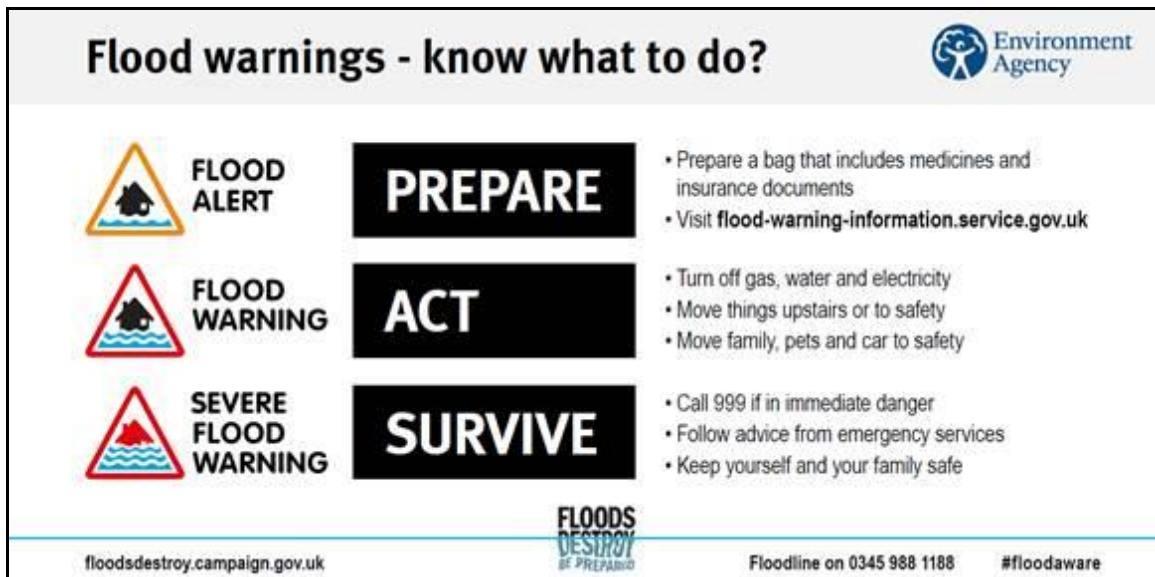 Flood warnings - know what to do?
Environment
Agency
FLOOD
ALERT
PREPARE
• Prepare a bag that includes medicines and
insurance documents
• Visit flood-warning-information.service.gov.uk
FLOOD
WARNING
ACT
• Turn off gas, water and electricity
• Move things upstairs or to safety
• Move family, pets and car to safety
SEVERE
FLOOD
WARNING
SURVIVE
• Call 999 if in immediate danger
• Follow advice from emergency services
• Keep yourself and your family safe
FLOODS
DESTROY
BE PREPARED
floodsdestroy.campaign.gov.uk
Floodline on 0345 988 1188
#floodaware